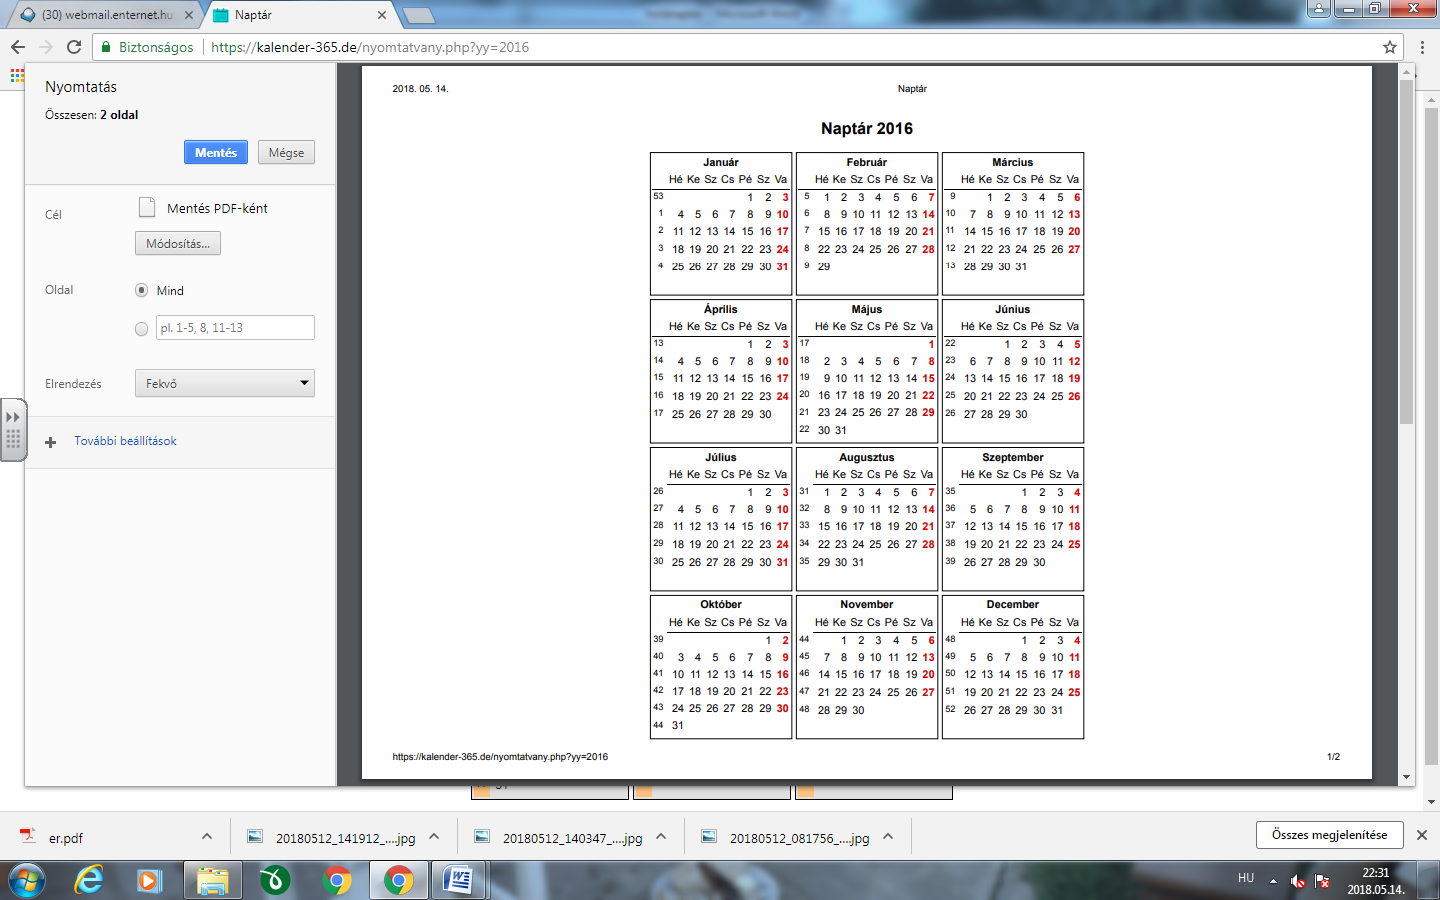 (30) webmail.enternet.hu
Naptár
Biztonságos
https://kalender-365.de/nyomtatvany.php?yy=2016
Nyomtatás
Összesen: 2 oldal
Mentés
Mégse
Cél
Mentés PDF-ként
Módosítás...
Oldal
Mind
pl. 1-5, 8, 11-13
Elrendezés
Fekvő
További beállítások
2018. 05. 14.
Naptár
Naptár 2016
Január
Hé Ke Sz Cs Pé Sz Va
53 1 2 3
1 4 5 6 7 8 9 10
2 11 12 13 14 15 16 17
3 18 19 20 21 22 23 24
4 25 26 27 28 29 30 31
Február
Hé Ke Sz Cs Pé Sz Va
5 1 2 3 4 5 6 7
6 8 9 10 11 12 13 14
7 15 16 17 18 19 20 21
8 22 23 24 25 26 27 28
9 29
Március
Hé Ke Sz Cs Pé Sz Va
9 1 2 3 4 5 6
10 7 8 9 10 11 12 13
11 14 15 16 17 18 19 20
12 21 22 23 24 25 26 27
13 28 29 30 31
Április
Hé Ke Sz Cs Pé Sz Va
13 1 2 3
14 4 5 6 7 8 9 10
15 11 12 13 14 15 16 17
16 18 19 20 21 22 23 24
17 25 26 27 28 29 30
Május
Hé Ke Sz Cs Pé Sz Va
17 1
18 2 3 4 5 6 7 8
19 9 10 11 12 13 14 15
20 16 17 18 19 20 21 22
21 23 24 25 26 27 28 29
22 30 31
Június
Hé Ke Sz Cs Pé Sz Va
22 1 2 3 4 5
23 6 7 8 9 10 11 12
24 13 14 15 16 17 18 19
25 20 21 22 23 24 25 26
26 27 28 29 30
Július
Hé Ke Sz Cs Pé Sz Va
26 1 2 3
27 4 5 6 7 8 9 10
28 11 12 13 14 15 16 17
29 18 19 20 21 22 23 24
30 25 26 27 28 29 30 31
Augusztus
Hé Ke Sz Cs Pé Sz Va
31 1 2 3 4 5 6 7
32 8 9 10 11 12 13 14
33 15 16 17 18 19 20 21
34 22 23 24 25 26 27 28
35 29 30 31
Szeptember
Hé Ke Sz Cs Pé Sz Va
35 1 2 3 4
36 5 6 7 8 9 10 11
37 12 13 14 15 16 17 18
38 19 20 21 22 23 24 25
39 26 27 28 29 30
Október
Hé Ke Sz Cs Pé Sz Va
39 1 2
40 3 4 5 6 7 8 9
41 10 11 12 13 14 15 16
42 17 18 19 20 21 22 23
43 24 25 26 27 28 29 30
44 31
November
Hé Ke Sz Cs Pé Sz Va
44 1 2 3 4 5 6
45 7 8 9 10 11 12 13
46 14 15 16 17 18 19 20
47 21 22 23 24 25 26 27
48 28 29 30
December
Hé Ke Sz Cs Pé Sz Va
48 1 2 3 4
49 5 6 7 8 9 10 11
50 12 13 14 15 16 17 18
51 19 20 21 22 23 24 25
52 26 27 28 29 30 31
https://kalender-365.de/nyomtatvany.php?yy=2016
1/2
er.pdf
20180512_141912_....jpg
20180512_140347_....jpg
20180512_081756_....jpg
Összes megjelenítése
HU
22:31
2018.05.14.